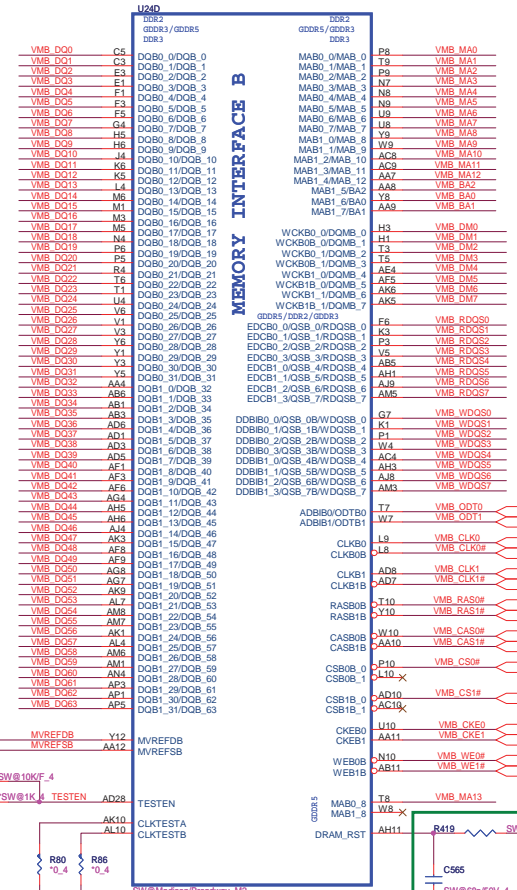 U24D
DDR2
GDDR3/GDDR5
DDR3
DDR2
GDDR5/GDDR3
DDR3
MEMORY INTERFACE B
VMB_DQ0 C5 DQB0_0/DQB_0
VMB_DQ1 C3 DQB0_1/DQB_1
VMB_DQ2 E3 DQB0_2/DQB_2
VMB_DQ3 E1 DQB0_3/DQB_3
VMB_DQ4 F1 DQB0_4/DQB_4
VMB_DQ5 F3 DQB0_5/DQB_5
VMB_DQ6 F5 DQB0_6/DQB_6
VMB_DQ7 G4 DQB0_7/DQB_7
VMB_DQ8 H5 DQB0_8/DQB_8
VMB_DQ9 H6 DQB0_9/DQB_9
VMB_DQ10 J4 DQB0_10/DQB_10
VMB_DQ11 K6 DQB0_11/DQB_11
VMB_DQ12 K5 DQB0_12/DQB_12
VMB_DQ13 L4 DQB0_13/DQB_13
VMB_DQ14 M6 DQB0_14/DQB_14
VMB_DQ15 M1 DQB0_15/DQB_15
VMB_DQ16 M3 DQB0_16/DQB_16
VMB_DQ17 M5 DQB0_17/DQB_17
VMB_DQ18 N4 DQB0_18/DQB_18
VMB_DQ19 P6 DQB0_19/DQB_19
VMB_DQ20 P5 DQB0_20/DQB_20
VMB_DQ21 R4 DQB0_21/DQB_21
VMB_DQ22 T6 DQB0_22/DQB_22
VMB_DQ23 T1 DQB0_23/DQB_23
VMB_DQ24 U4 DQB0_24/DQB_24
VMB_DQ25 V6 DQB0_25/DQB_25
VMB_DQ26 V1 DQB0_26/DQB_26
VMB_DQ27 V3 DQB0_27/DQB_27
VMB_DQ28 Y6 DQB0_28/DQB_28
VMB_DQ29 Y1 DQB0_29/DQB_29
VMB_DQ30 Y3 DQB0_30/DQB_30
VMB_DQ31 Y5 DQB0_31/DQB_31
VMB_DQ32 AA4 DQB1_0/DQB_32
VMB_DQ33 AB6 DQB1_1/DQB_33
VMB_DQ34 AB1 DQB1_2/DQB_34
VMB_DQ35 AB3 DQB1_3/DQB_35
VMB_DQ36 AD6 DQB1_4/DQB_36
VMB_DQ37 AD1 DQB1_5/DQB_37
VMB_DQ38 AD3 DQB1_6/DQB_38
VMB_DQ39 AD5 DQB1_7/DQB_39
VMB_DQ40 AF1 DQB1_8/DQB_40
VMB_DQ41 AF3 DQB1_9/DQB_41
VMB_DQ42 AF6 DQB1_10/DQB_42
VMB_DQ43 AG4 DQB1_11/DQB_43
VMB_DQ44 AH5 DQB1_12/DQB_44
VMB_DQ45 AH6 DQB1_13/DQB_45
VMB_DQ46 AJ4 DQB1_14/DQB_46
VMB_DQ47 AK3 DQB1_15/DQB_47
VMB_DQ48 AF8 DQB1_16/DQB_48
VMB_DQ49 AF9 DQB1_17/DQB_49
VMB_DQ50 AG8 DQB1_18/DQB_50
VMB_DQ51 AG7 DQB1_19/DQB_51
VMB_DQ52 AK9 DQB1_20/DQB_52
VMB_DQ53 AL7 DQB1_21/DQB_53
VMB_DQ54 AM8 DQB1_22/DQB_54
VMB_DQ55 AM7 DQB1_23/DQB_55
VMB_DQ56 AK1 DQB1_24/DQB_56
VMB_DQ57 AL4 DQB1_25/DQB_57
VMB_DQ58 AM6 DQB1_26/DQB_58
VMB_DQ59 AM1 DQB1_27/DQB_59
VMB_DQ60 AN4 DQB1_28/DQB_60
VMB_DQ61 AP3 DQB1_29/DQB_61
VMB_DQ62 AP1 DQB1_30/DQB_62
VMB_DQ63 AP5 DQB1_31/DQB_63
MVREFDB Y12 MVREFDB
MVREFSB AA12 MVREFSB
SW@10K/F_4
*SW@1K_4 TESTEN AD28 TESTEN
AK10 CLKTESTA
AL10 CLKTESTB
R80
*0_4
R86
*0_4
MAB0_0/MAB_0 P8 VMB_MA0
MAB0_1/MAB_1 T9 VMB_MA1
MAB0_2/MAB_2 P9 VMB_MA2
MAB0_3/MAB_3 N7 VMB_MA3
MAB0_4/MAB_4 N8 VMB_MA4
MAB0_5/MAB_5 N9 VMB_MA5
MAB0_6/MAB_6 U9 VMB_MA6
MAB0_7/MAB_7 U8 VMB_MA7
MAB1_0/MAB_8 Y9 VMB_MA8
MAB1_1/MAB_9 W9 VMB_MA9
MAB1_2/MAB_10 AC8 VMB_MA10
MAB1_3/MAB_11 AC9 VMB_MA11
MAB1_4/MAB_12 AA7 VMB_MA12
MAB1_5/BA2 AA8 VMB_BA2
MAB1_6/BA0 Y8 VMB_BA0
MAB1_7/BA1 AA9 VMB_BA1
WCKB0_0/DQMB_0 H3 VMB_DM0
WCKB0B_0/DQMB_1 H1 VMB_DM1
WCKB0_1/DQMB_2 T3 VMB_DM2
WCKB0B_1/DQMB_3 T5 VMB_DM3
WCKB1_0/DQMB_4 AE4 VMB_DM4
WCKB1B_0/DQMB_5 AF5 VMB_DM5
WCKB1_1/DQMB_6 AK6 VMB_DM6
WCKB1B_1/DQMB_7 AK5 VMB_DM7
GDDR5/DDR2/GDDR3
EDCB0_0/QSB_0/RDQSB_0 F6 VMB_RDQS0
EDCB0_1/QSB_1/RDQSB_1 K3 VMB_RDQS1
EDCB0_2/QSB_2/RDQSB_2 P3 VMB_RDQS2
EDCB0_3/QSB_3/RDQSB_3 V5 VMB_RDQS3
EDCB1_0/QSB_4/RDQSB_4 AB5 VMB_RDQS4
EDCB1_1/QSB_5/RDQSB_5 AH1 VMB_RDQS5
EDCB1_2/QSB_6/RDQSB_6 AJ9 VMB_RDQS6
EDCB1_3/QSB_7/RDQSB_7 AM5 VMB_RDQS7
DDBIB0_0/QSB_0B/WDQSB_0 G7 VMB_WDQS0
DDBIB0_1/QSB_1B/WDQSB_1 K1 VMB_WDQS1
DDBIB0_2/QSB_2B/WDQSB_2 P1 VMB_WDQS2
DDBIB0_3/QSB_3B/WDQSB_3 W4 VMB_WDQS3
DDBIB1_0/QSB_4B/WDQSB_4 AC4 VMB_WDQS4
DDBIB1_1/QSB_5B/WDQSB_5 AH3 VMB_WDQS5
DDBIB1_2/QSB_6B/WDQSB_6 AJ8 VMB_WDQS6
DDBIB1_3/QSB_7B/WDQSB_7 AM3 VMB_WDQS7
ADBIB0/ODTB0 T7 VMB_ODT0
ADBIB1/ODTB1 W7 VMB_ODT1
CLKB0 L9 VMB_CLK0
CLKB0B L8 VMB_CLK0#
CLKB1 AD8 VMB_CLK1
CLKB1B AD7 VMB_CLK1#
RASB0B T10 VMB_RAS0#
RASB1B Y10 VMB_RAS1#
CASB0B W10 VMB_CAS0#
CASB1B AA10 VMB_CAS1#
CSB0B_0 P10 VMB_CS0#
CSB0B_1 L10
CSB1B_0 AD10 VMB_CS1#
CSB1B_1 AC10
CKEB0 U10 VMB_CKE0
CKEB1 AA11 VMB_CKE1
WEB0B N10 VMB_WE0#
WEB1B AB11 VMB_WE1#
GDDR5
MAB0_8 T8 VMB_MA13
MAB1_8 W8
DRAM_RST AH11
R419
C565